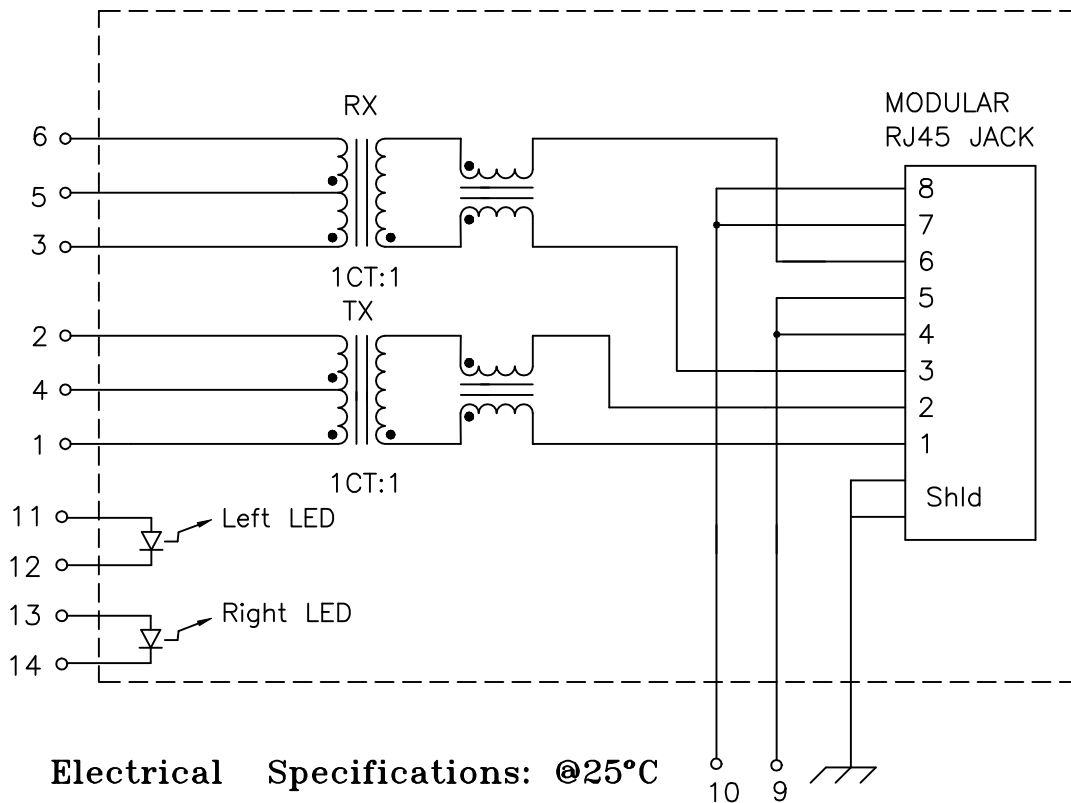 RX
MODULAR
RJ45 JACK
6
5
3
8
7
6
5
4
3
2
1
Shld
1CT:1
TX
2
4
1
1CT:1
11
Left LED
12
13
Right LED
14
Electrical Specifications: @25°C
10
9